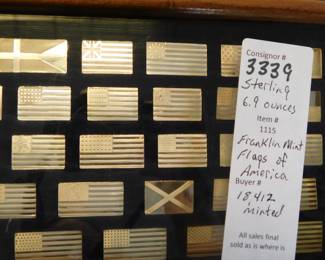 Consignor #
3339
Sterling
6.9 ounces
Item #
1115
Franklin Mint
Flags of
America
Buyer #
18,412
minted
All sales final
sold as is where is